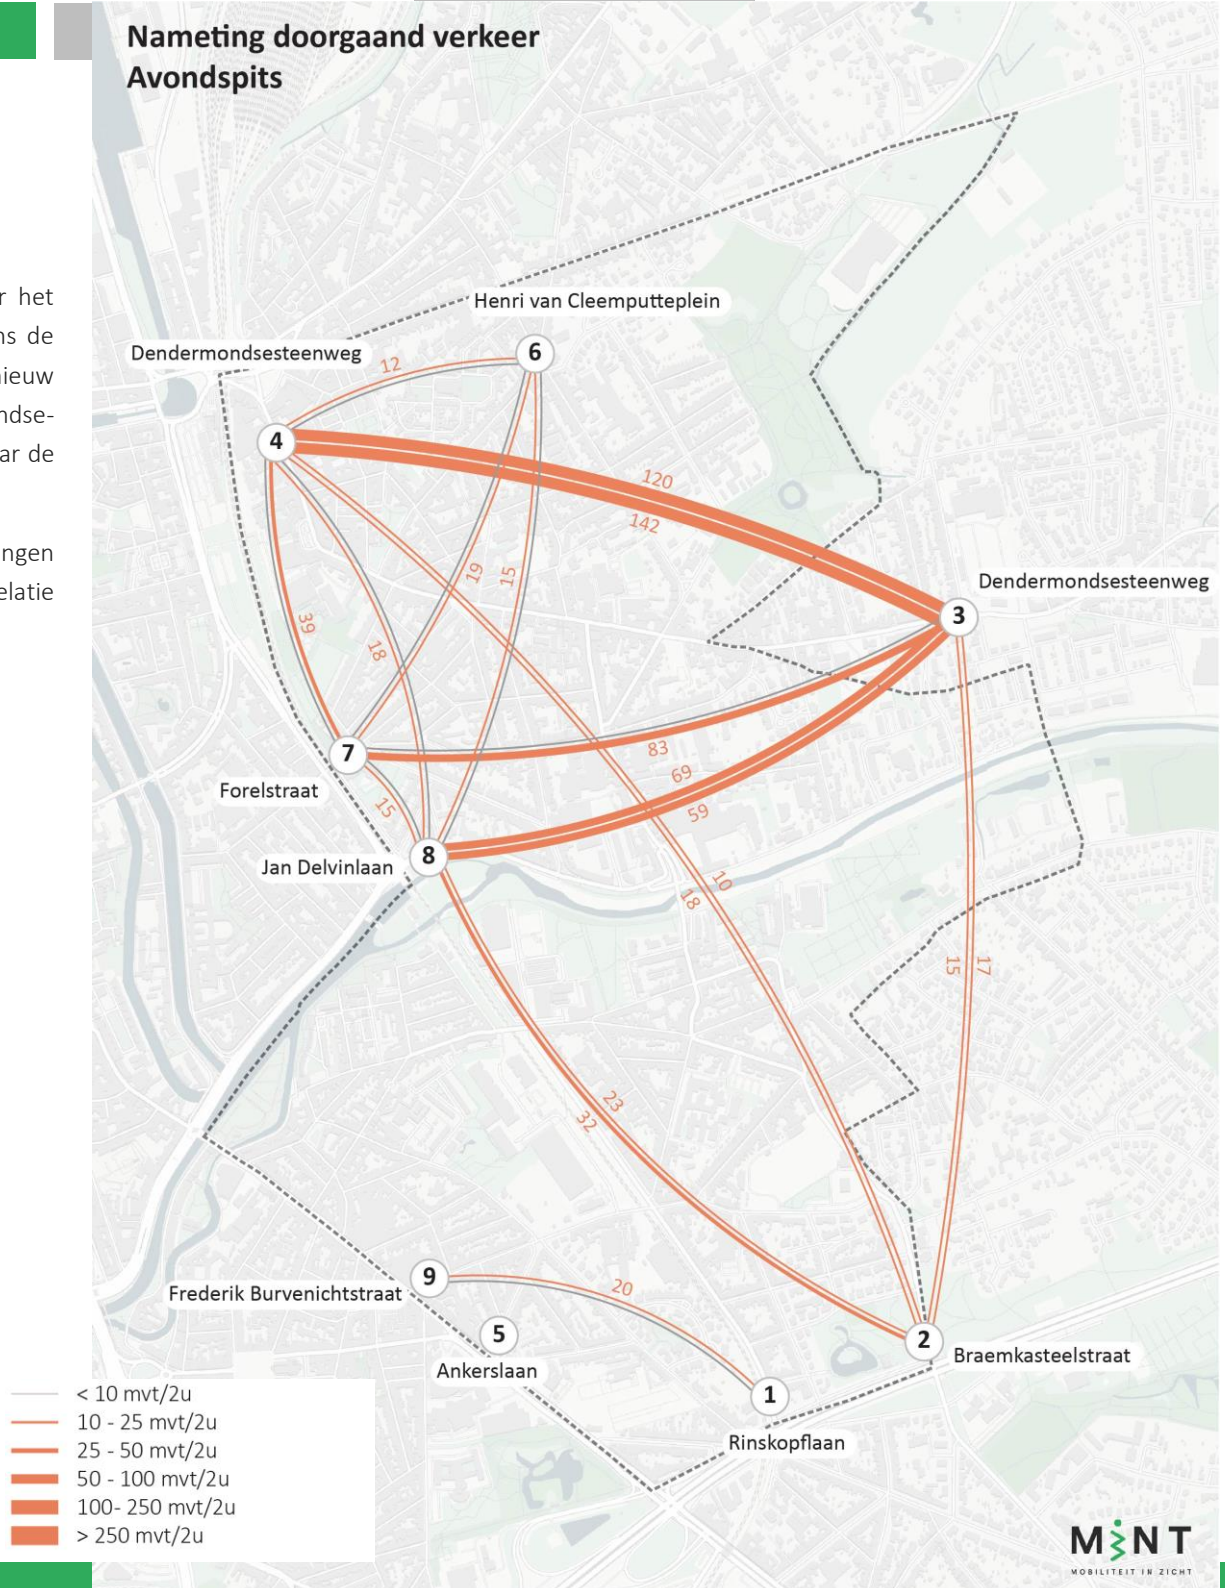 Nameting doorgaand verkeer
Avondspits
r het
ns de
nieuw
ndse-
ar de
ngen
elatie
Henri van Cleemputteplein
Dendermondsesteenweg
6
12
4
120
142
Dendermondsesteenweg
3
19
15
39
18
7
83
69
59
Forelstraat
15
Jan Delvinlaan
8
10
18
15
17
23
32
9
Frederik Burvenichtstraat
20
5
Ankerslaan
2
Braemkasteelstraat
1
Rinskopflaan
< 10 mvt/2u
10 - 25 mvt/2u
25 - 50 mvt/2u
50 - 100 mvt/2u
100- 250 mvt/2u
> 250 mvt/2u
MINT
MOBILITEIT IN ZICHT